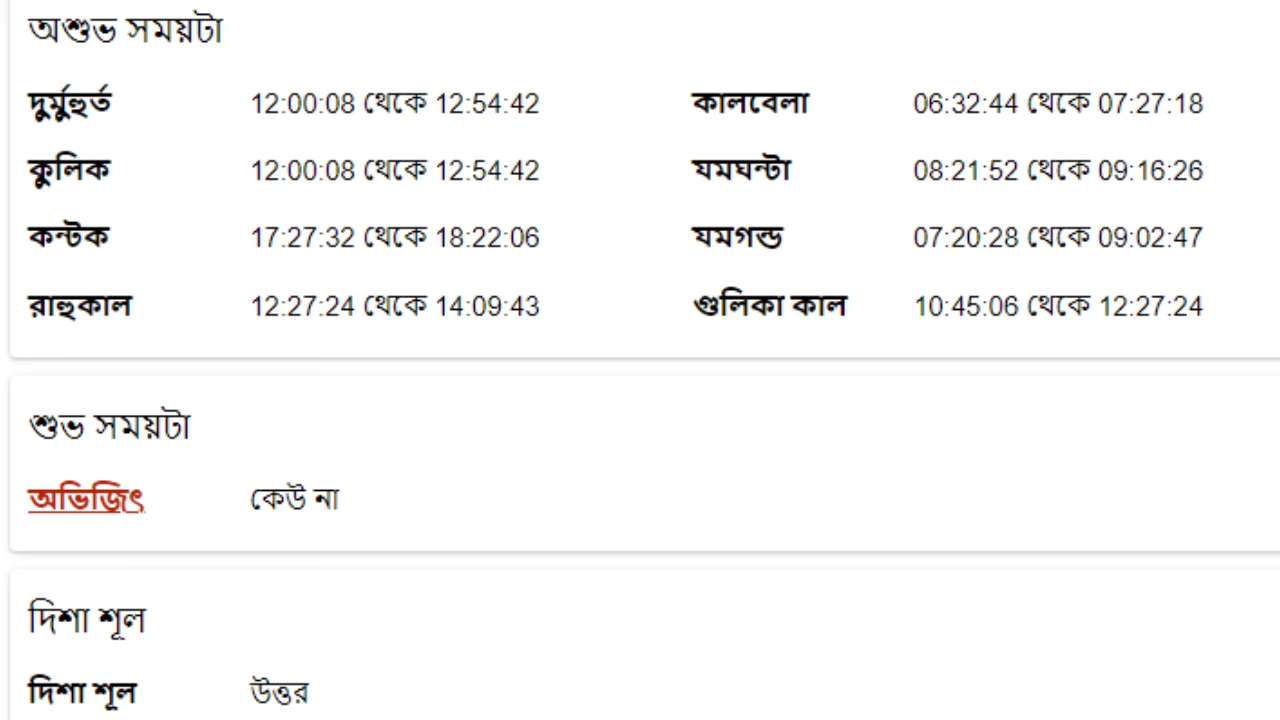 অশুভ সময়টা
দুর্মুহুর্ত 12:00:08 থেকে 12:54:42 কালবেলা 06:32:44 থেকে 07:27:18
কুলিক 12:00:08 থেকে 12:54:42 যমঘন্টা 08:21:52 থেকে 09:16:26
কন্টক 17:27:32 থেকে 18:22:06 যমগন্ড 07:20:28 থেকে 09:02:47
রাহুকাল 12:27:24 থেকে 14:09:43 গুলিকা কাল 10:45:06 থেকে 12:27:24
শুভ সময়টা
অভিজিৎ কেউ না
দিশা শূল
দিশা শূল উত্তর